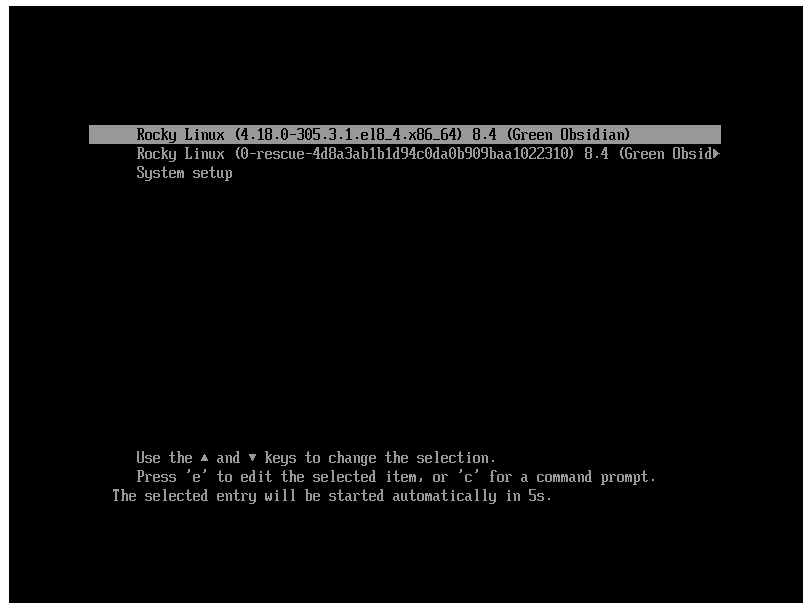 Rocky Linux (4.18.0-305.3.1.el8_4.x86_64) 8.4 (Green Obsidian)
Rocky Linux (0-rescue-4d8a3ab1b1d94c0da0b909baa1022310) 8.4 (Green Obsid▶
System setup
Use the ▲ and ▼ keys to change the selection.
Press 'e' to edit the selected item, or 'c' for a command prompt.
The selected entry will be started automatically in 5s.